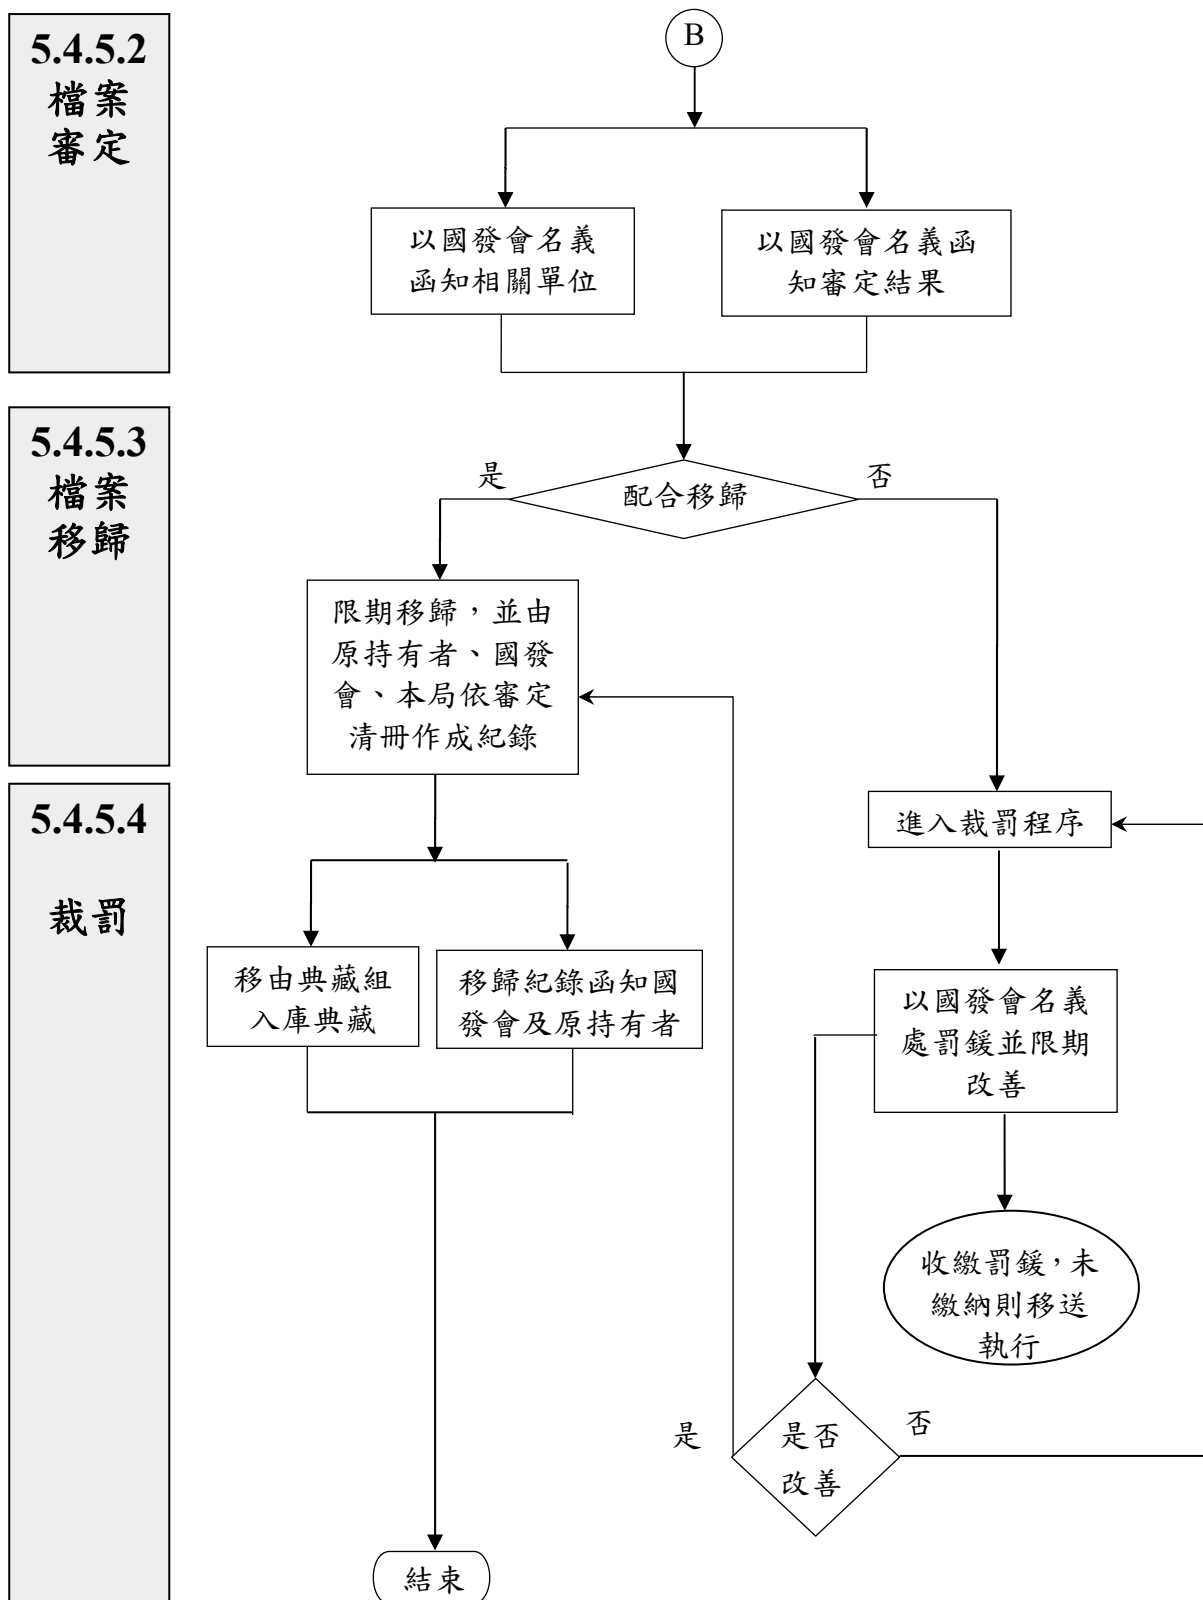 5.4.5.2
檔案
審定
B
以國發會名義
函知相關單位
以國發會名義函
知審定結果
5.4.5.3
檔案
移歸
是
配合移歸
否
限期移歸，並由
原持有者、國發
會、本局依審定
清冊作成紀錄
5.4.5.4
裁罰
進入裁罰程序
移由典藏組
入庫典藏
移歸紀錄函知國
發會及原持有者
以國發會名義
處罰鍰並限期
改善
收繳罰鍰，未
繳納則移送
執行
是
是否
改善
否
結束